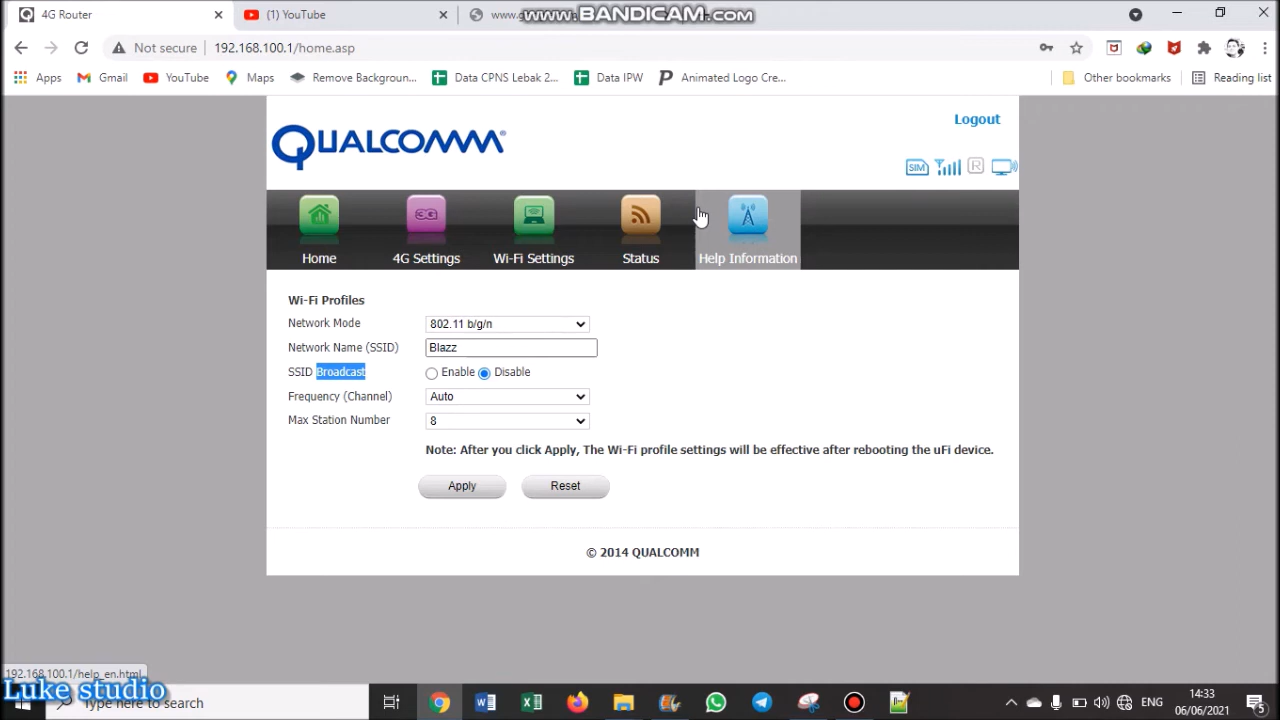 4G Router
(1) YouTube
www.g
www.BANDICAM.com
Not secure
192.168.100.1/home.asp
Apps
Gmail
YouTube
Maps
Remove Backgroun...
Data CPNS Lebak 2...
Data IPW
Animated Logo Cre...
Other bookmarks
Reading list
Logout
QUALCOMM®
SIM
R
3G
Home
4G Settings
Wi-Fi Settings
Status
Help Information
Wi-Fi Profiles
Network Mode
802.11 b/g/n
Network Name (SSID)
Blazz
SSID Broadcast
Enable
Disable
Frequency (Channel)
Auto
Max Station Number
8
Note: After you click Apply, The Wi-Fi profile settings will be effective after rebooting the uFi device.
Apply
Reset
© 2014 QUALCOMM
192.168.100.1/help_en.html
Luke studio
Type here to search
ENG
14:33
06/06/2021
5